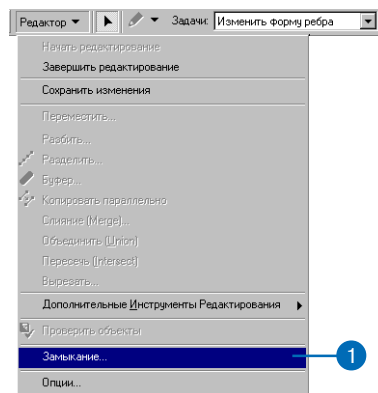 Редактор Задачи: Изменить форму ребра
Начать редактирование
Завершить редактирование
Сохранить изменения
Переместить...
Разбить...
Разделить...
Буфер...
Копировать параллельно
Слияние (Merge)...
Объединить (Union)
Пересечь (Intersect)
Вырезать...
Дополнительные Инструменты Редактирования
Проверить объекты
Замыкание... 1
Опции...